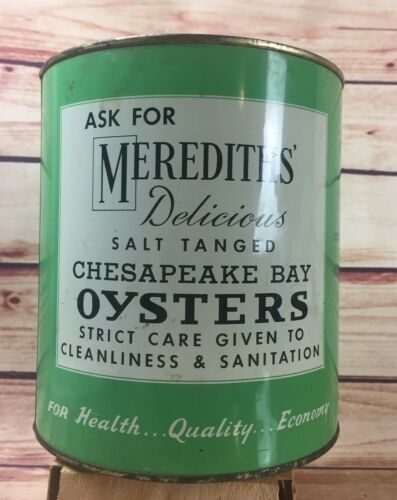 ASK FOR
MEREDITHS'
Delicious
SALT TANGED
CHESAPEAKE BAY
OYSTERS
STRICT CARE GIVEN TO
CLEANLINESS & SANITATION
FOR Health...Quality...Economy